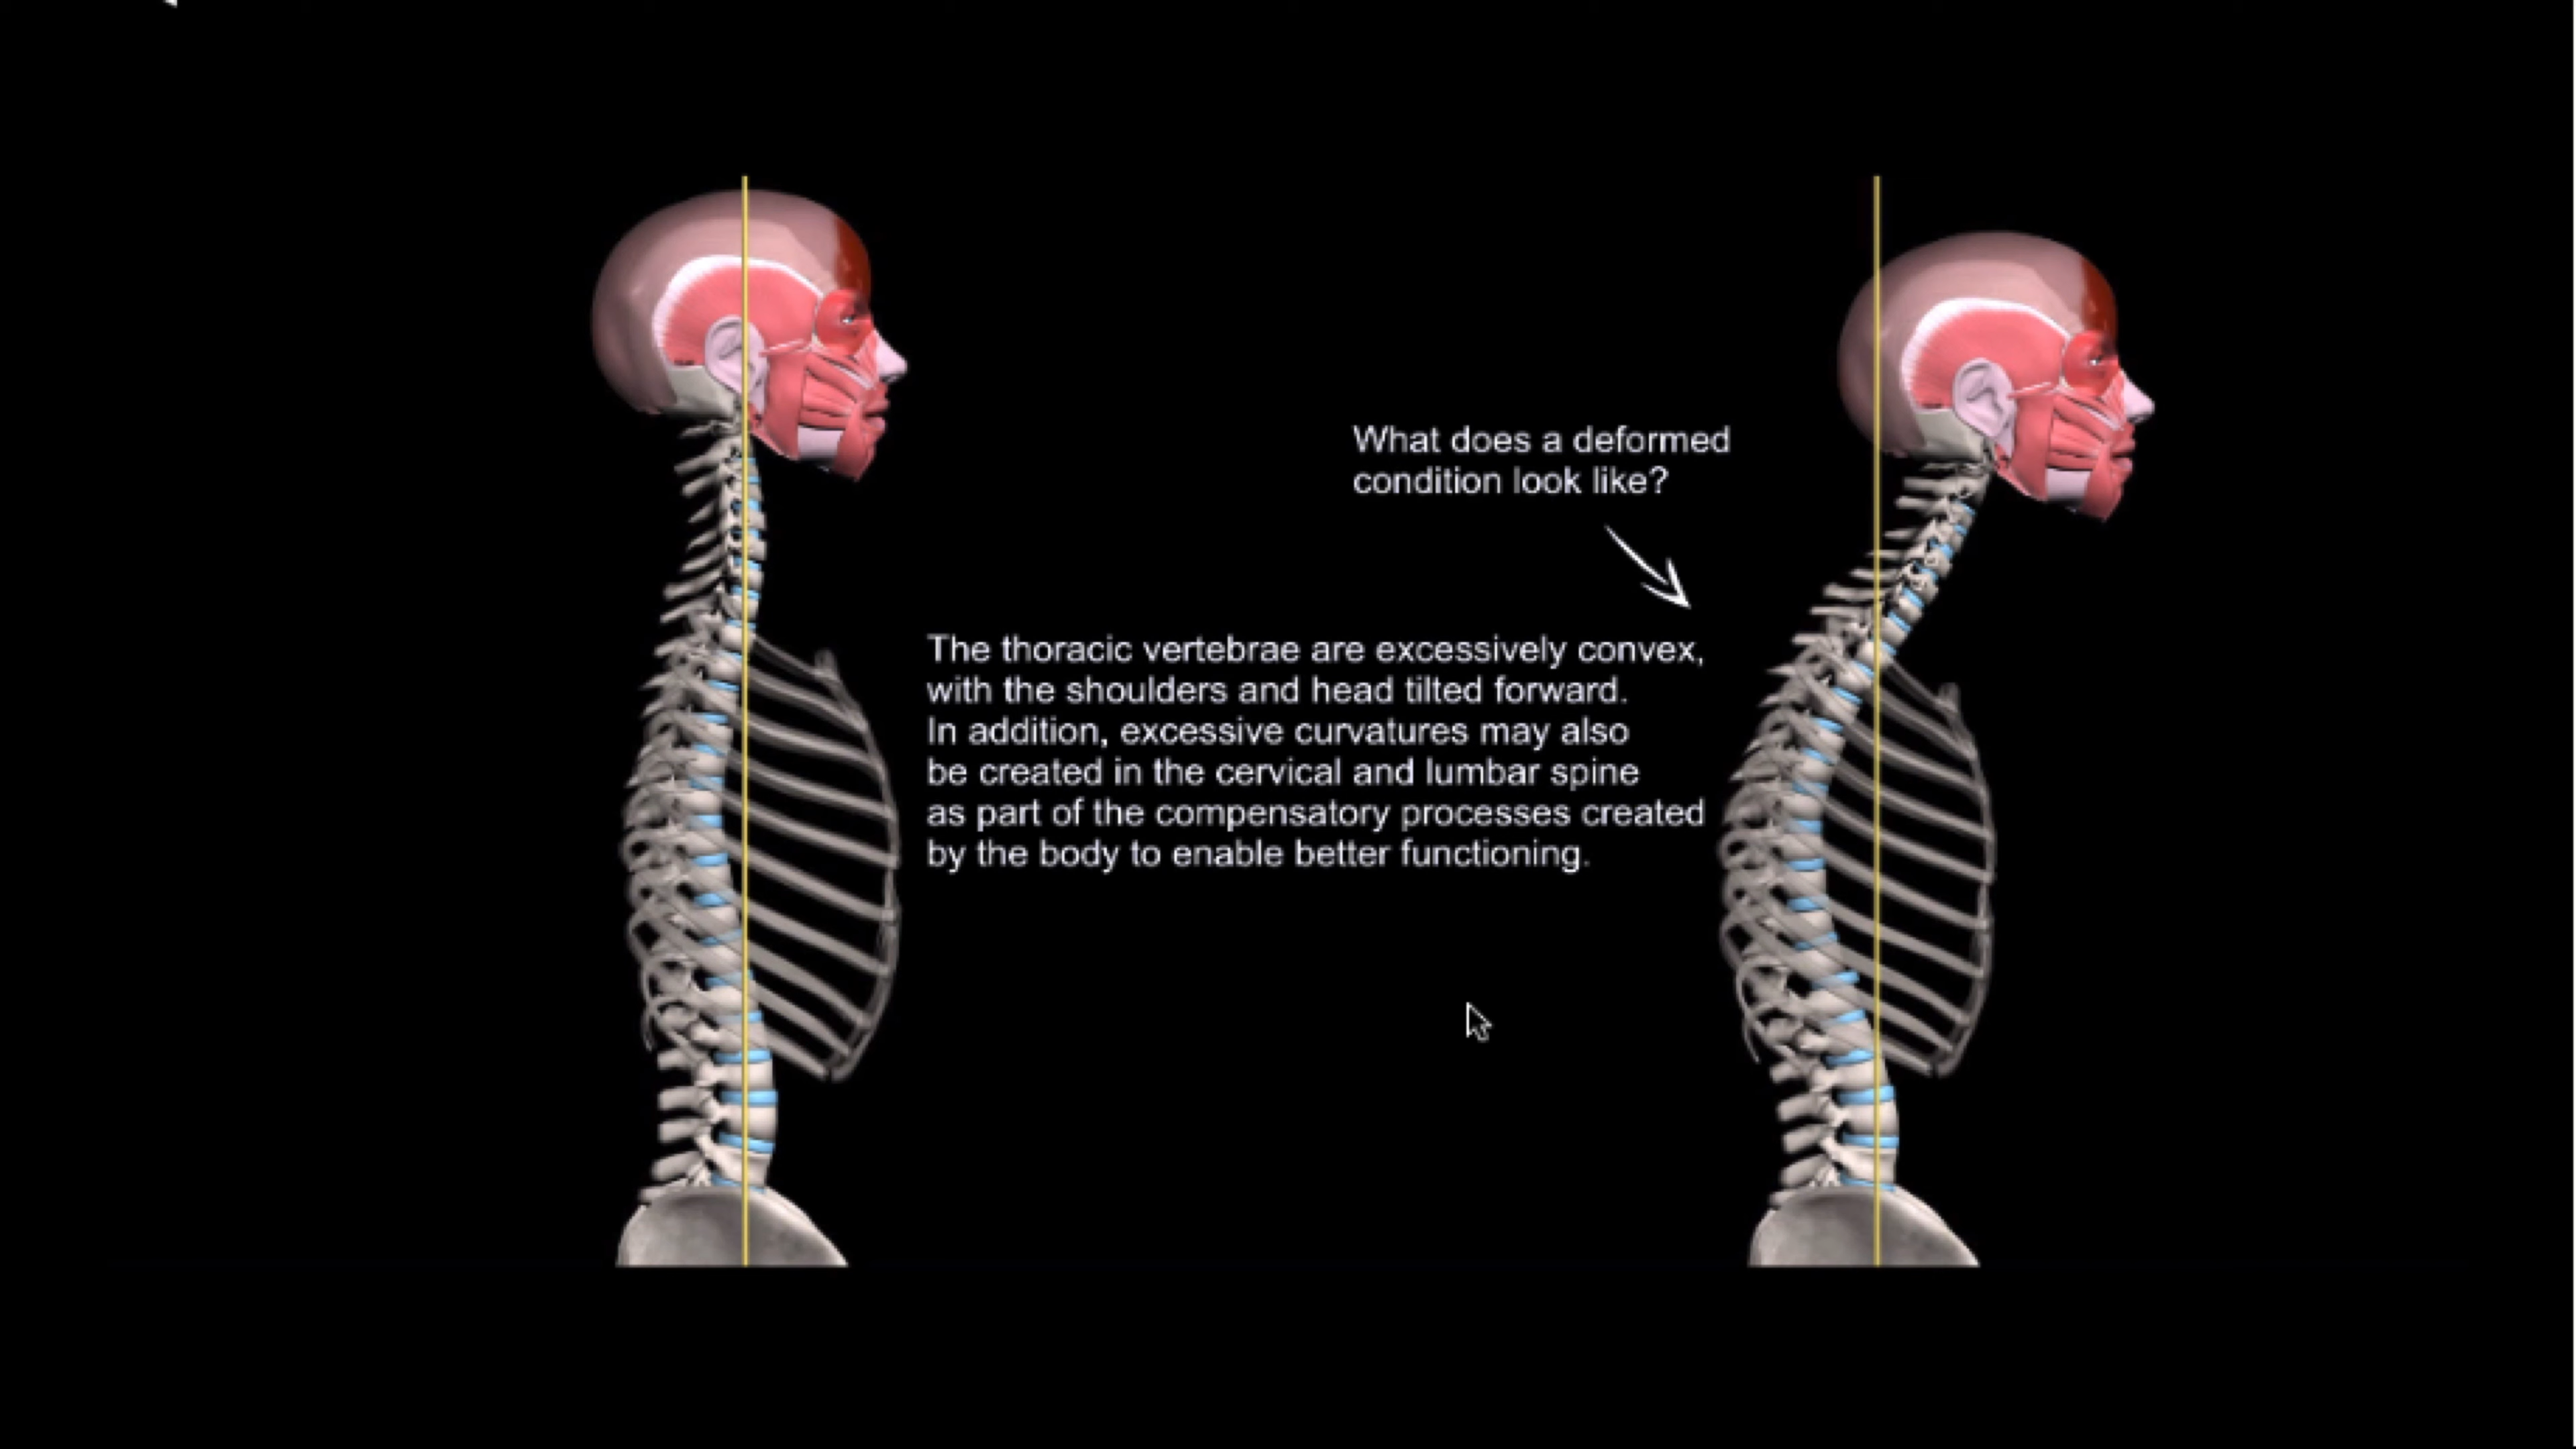 What does a deformed
condition look like?
The thoracic vertebrae are excessively convex,
with the shoulders and head tilted forward.
In addition, excessive curvatures may also
be created in the cervical and lumbar spine
as part of the compensatory processes created
by the body to enable better functioning.